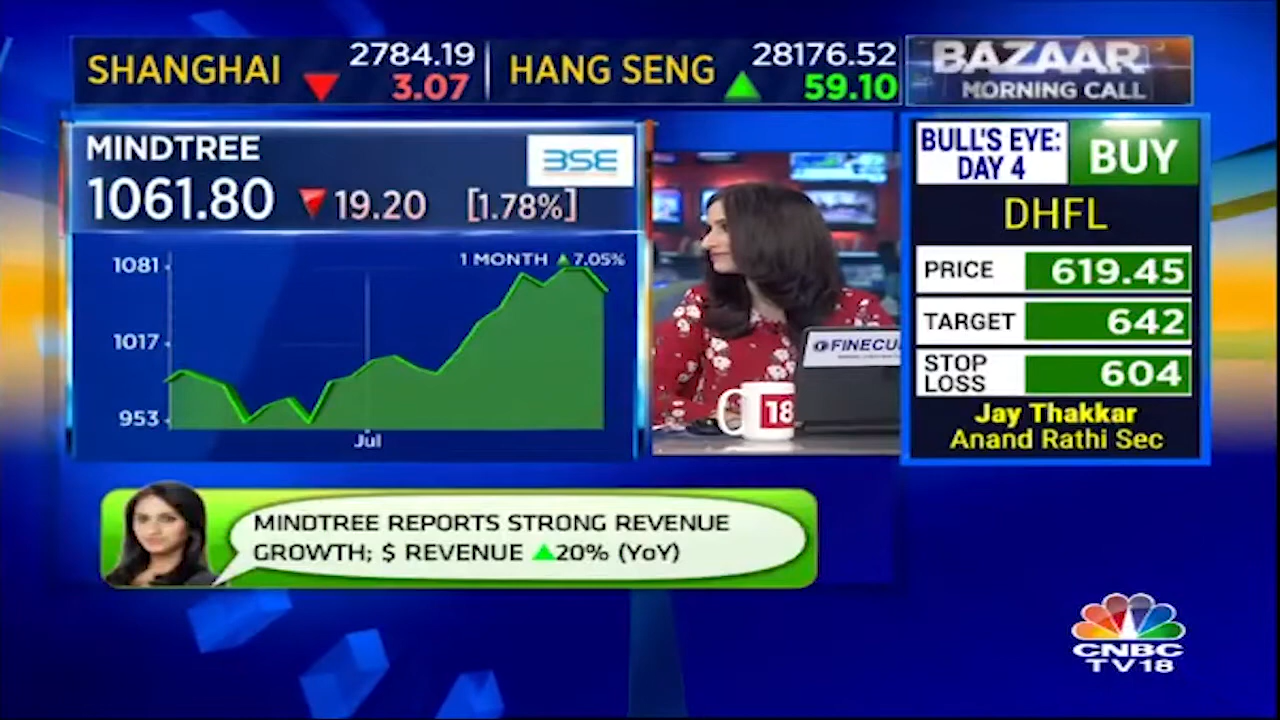 SHANGHAI 2784.19 ▼ 3.07
HANG SENG 28176.52 ▲ 59.10
BAZAAR
MORNING CALL
MINDTREE
1061.80 ▼ 19.20 [1.78%]
BSE
1 MONTH ▲ 7.05%
1081
1017
953
Jul
FINECU
18
BULL'S EYE:
DAY 4
BUY
DHFL
PRICE 619.45
TARGET 642
STOP
LOSS
604
Jay Thakkar
Anand Rathi Sec
MINDTREE REPORTS STRONG REVENUE
GROWTH; $ REVENUE ▲20% (YoY)
CNBC
TV18